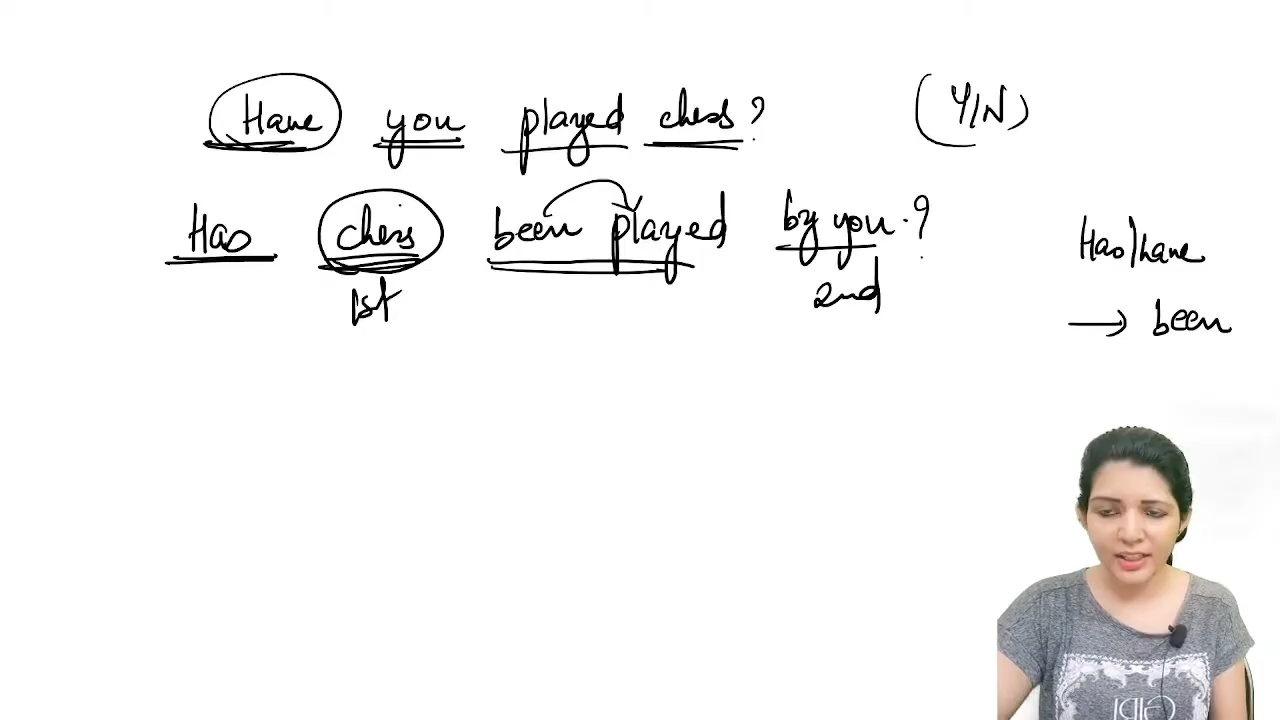 Have you played chess? (Y/N)
Has chess been played by you.?
1st 2nd
Has/have
→ been